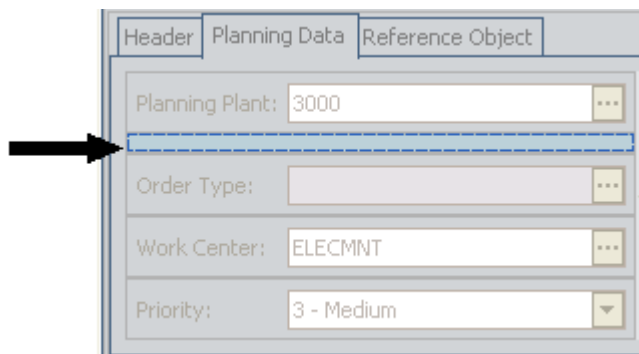 Header Planning Data Reference Object
Planning Plant: 3000 ...
Order Type: ...
Work Center: ELECMNT ...
Priority: 3 - Medium